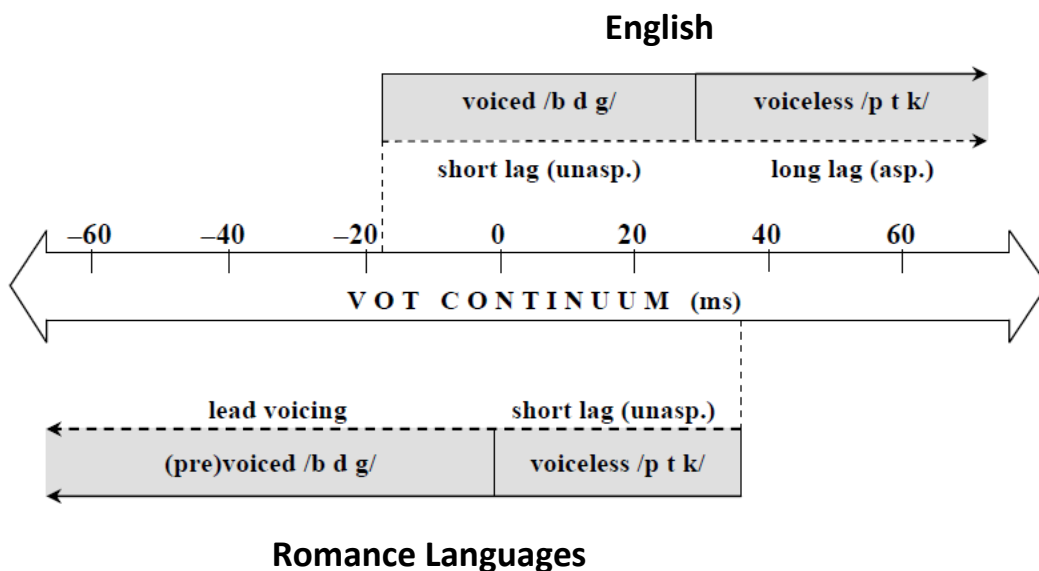 English
voiced /b d g/ voiceless /p t k/
short lag (unasp.) long lag (asp.)
–60 –40 –20 0 20 40 60
VOT CONTINUUM (ms)
lead voicing short lag (unasp.)
(pre)voiced /b d g/ voiceless /p t k/
Romance Languages